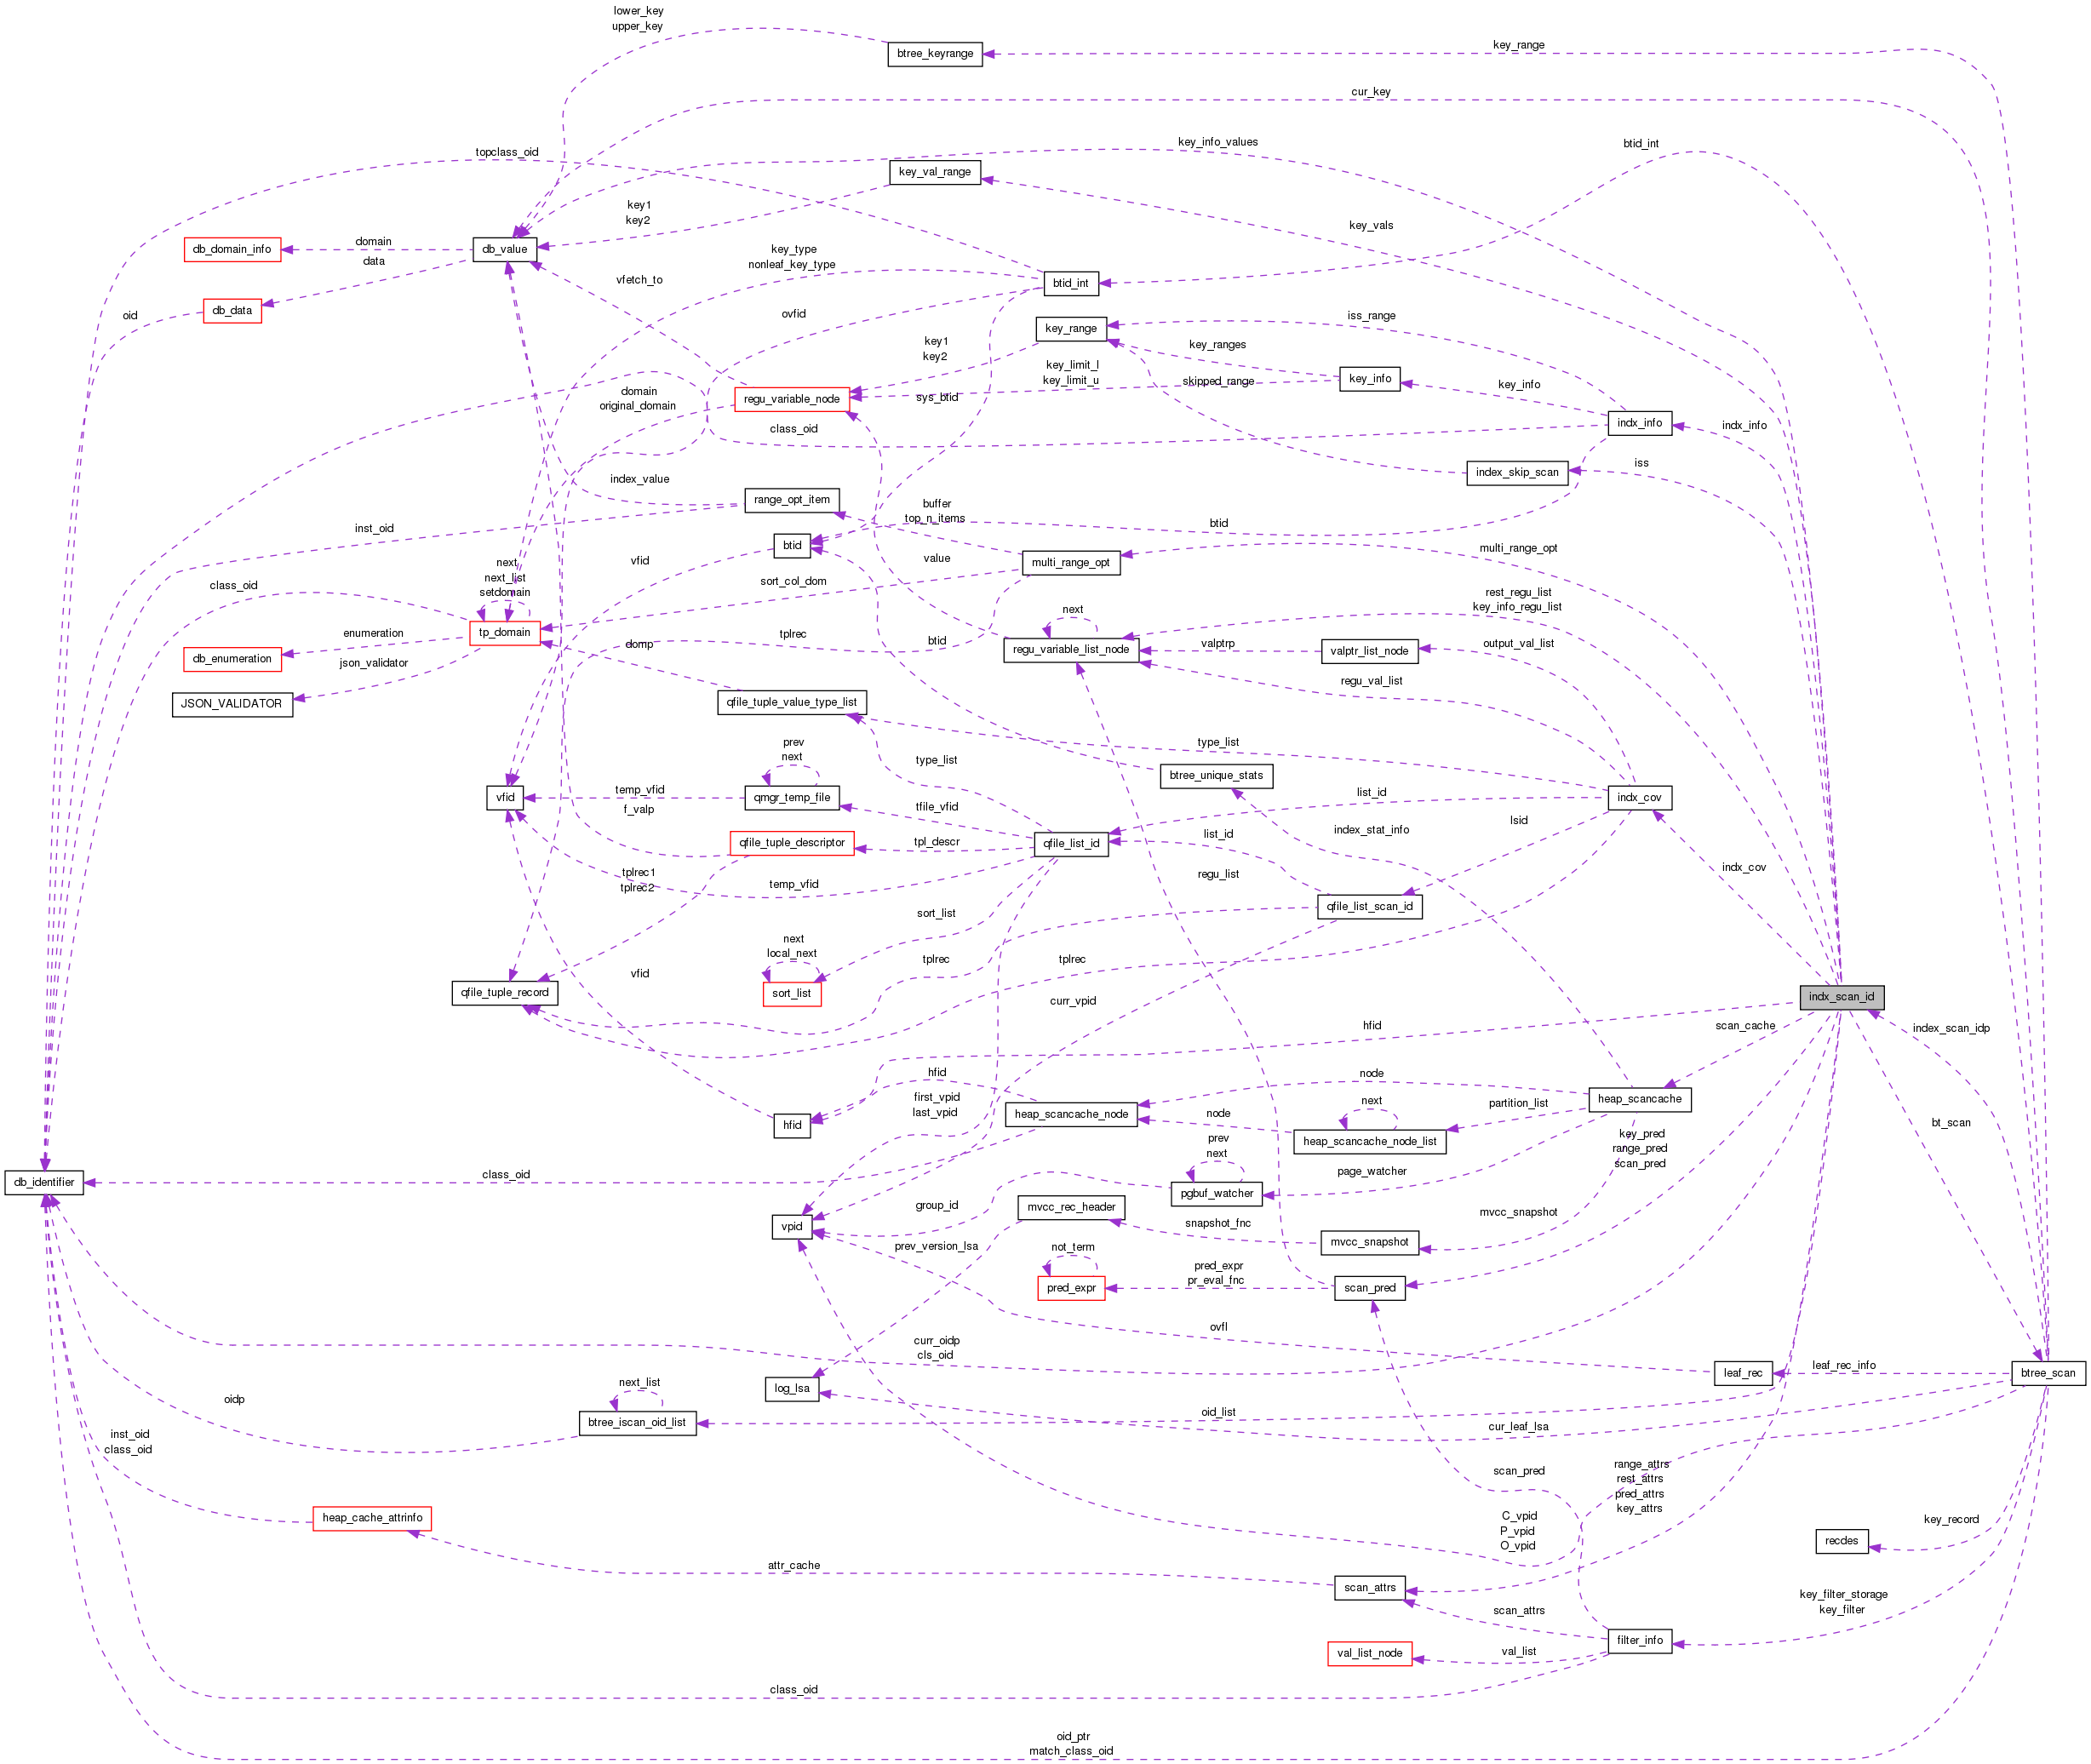 lower_key
upper_key
btree_keyrange
key_range
cur_key
key_info_values
btid_int
topclass_oid
key_val_range
key1
key2
key_vals
db_domain_info
domain
db_value
data
key_type
nonleaf_key_type
vfetch_to
btid_int
db_data
oid
ovfid
key_range
iss_range
key1
key2
key_ranges
key_limit_l
key_limit_u
skipped_range
key_info
key_info
domain
original_domain
regu_variable_node
sys_btid
class_oid
indx_info
indx_info
index_value
range_opt_item
index_skip_scan
iss
inst_oid
buffer
top_n_items
btid
btid
multi_range_opt
multi_range_opt
vfid
value
next
next_list
setdomain
class_oid
sort_col_dom
rest_regu_list
key_info_regu_list
next
enumeration
tp_domain
tplrec
btid
domp
regu_variable_list_node
valptrp
valptr_list_node
output_val_list
db_enumeration
json_validator
JSON_VALIDATOR
qfile_tuple_value_type_list
regu_val_list
prev
next
type_list
type_list
btree_unique_stats
vfid
temp_vfid
qmgr_temp_file
tfile_vfid
list_id
indx_cov
f_valp
index_stat_info
lsid
qfile_tuple_descriptor
tpl_descr
qfile_list_id
list_id
tplrec1
tplrec2
temp_vfid
regu_list
indx_cov
qfile_list_scan_id
sort_list
next
local_next
vfid
tplrec
tplrec
qfile_tuple_record
sort_list
curr_vpid
indx_scan_id
hfid
scan_cache
index_scan_idp
hfid
node
first_vpid
last_vpid
heap_scancache_node
next
node
partition_list
heap_scancache
hfid
heap_scancache_node_list
key_pred
range_pred
scan_pred
bt_scan
prev
next
page_watcher
class_oid
db_identifier
pgbuf_watcher
group_id
mvcc_rec_header
snapshot_fnc
mvcc_snapshot
vpid
prev_version_lsa
mvcc_snapshot
not_term
pred_expr
pred_expr
pr_eval_fnc
scan_pred
ovfl
curr_oidp
cls_oid
leaf_rec
leaf_rec_info
btree_scan
log_lsa
next_list
oidp
btree_iscan_oid_list
oid_list
cur_leaf_lsa
inst_oid
class_oid
scan_pred
range_attrs
rest_attrs
pred_attrs
key_attrs
heap_cache_attrinfo
C_vpid
P_vpid
O_vpid
key_record
recdes
attr_cache
scan_attrs
key_filter_storage
key_filter
scan_attrs
filter_info
val_list_node
val_list
class_oid
oid_ptr
match_class_oid